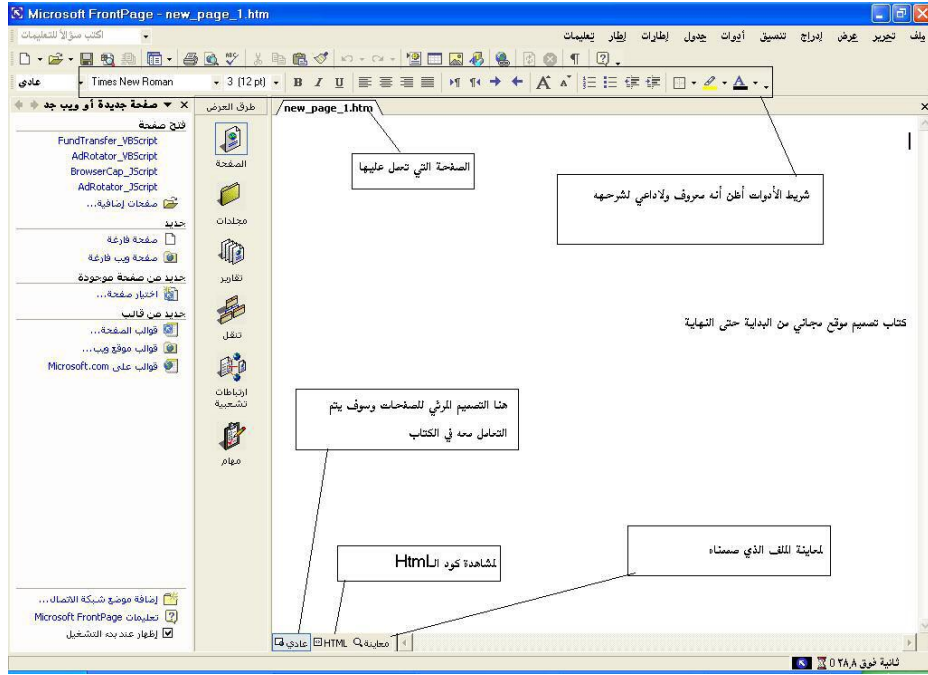 Microsoft FrontPage - new_page_1.htm
ملف تحرير عرض إدراج تنسيق أدوات جدول إطارات إطار تعليمات
اكتب سؤالاً للتعليمات
عادي Times New Roman 3 (12 pt) B I U A A A
صفحة جديدة أو ويب جد
طرق العرض
/new_page_1.htm
فتح صفحة
FundTransfer_VBScript
AdRotator_VBScript
BrowserCap_JScript
AdRotator_JScript
صفحات إضافية...
جديد
صفحة فارغة
صفحة ويب فارغة
جديد من صفحة موجودة
اختيار صفحة...
جديد من قالب
قوالب الصفحة...
قوالب موقع ويب...
قوالب على Microsoft.com
إضافة موضع شبكة الاتصال...
تعليمات Microsoft FrontPage
إظهار عند بدء التشغيل
الصفحة
مجلدات
تقارير
تنقل
ارتباطات
تشعبية
مهام
الصفحة التي تعمل عليها
شريط الأدوات أظن أنه معروف ولاداعي لشرحهه
كتاب تصميم موقع مجاني من البداية حتى النهاية
هنا التصميم المرئي للصفحات وسوف يتم
التعامل معه في الكتاب
لمشاهدة كود الـHtml
لمعاينة الملف الذي صممناه
عادي HTML معاينة
ثانية فوق ٢٨,٨ 0